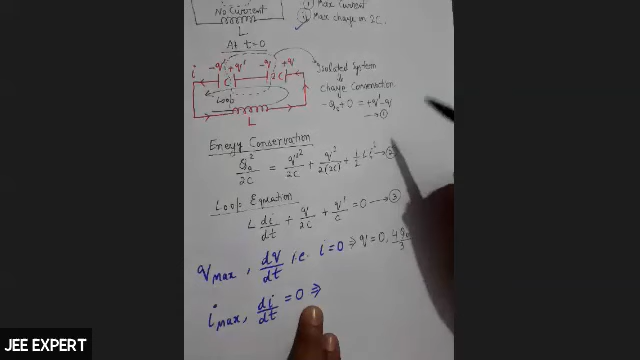 No Current
L
① Max Current
② Max charge on 2C.
At t=0
i -q' +q' -q +q
C 2C
Loop
L
Isolated System
⇓
Charge Conservation
-Q₀+0 = +q'-q
→①
Energy Conservation
Q₀²/2C = q'²/2C + q²/2(2C) + 1/2 Li² →②
Loop Equation
L di/dt + q/2C + q'/C = 0 →③
q max, dq/dt i.e. i=0 ⇒ q=0, 4Q₀/3
i max, di/dt = 0 ⇒
JEE EXPERT